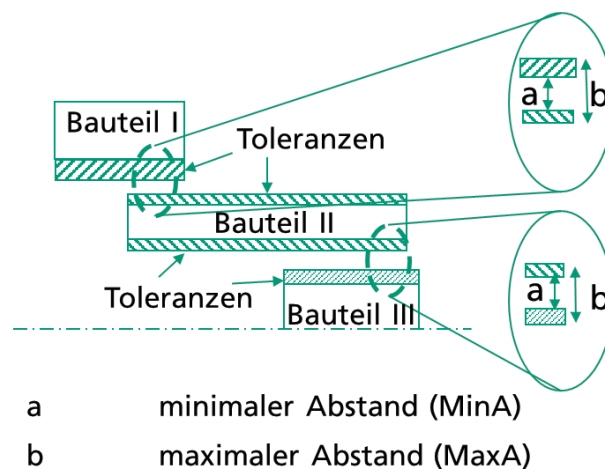 Bauteil I
Toleranzen
Bauteil II
Toleranzen
Bauteil III
a
b
a
b
a minimaler Abstand (MinA)
b maximaler Abstand (MaxA)